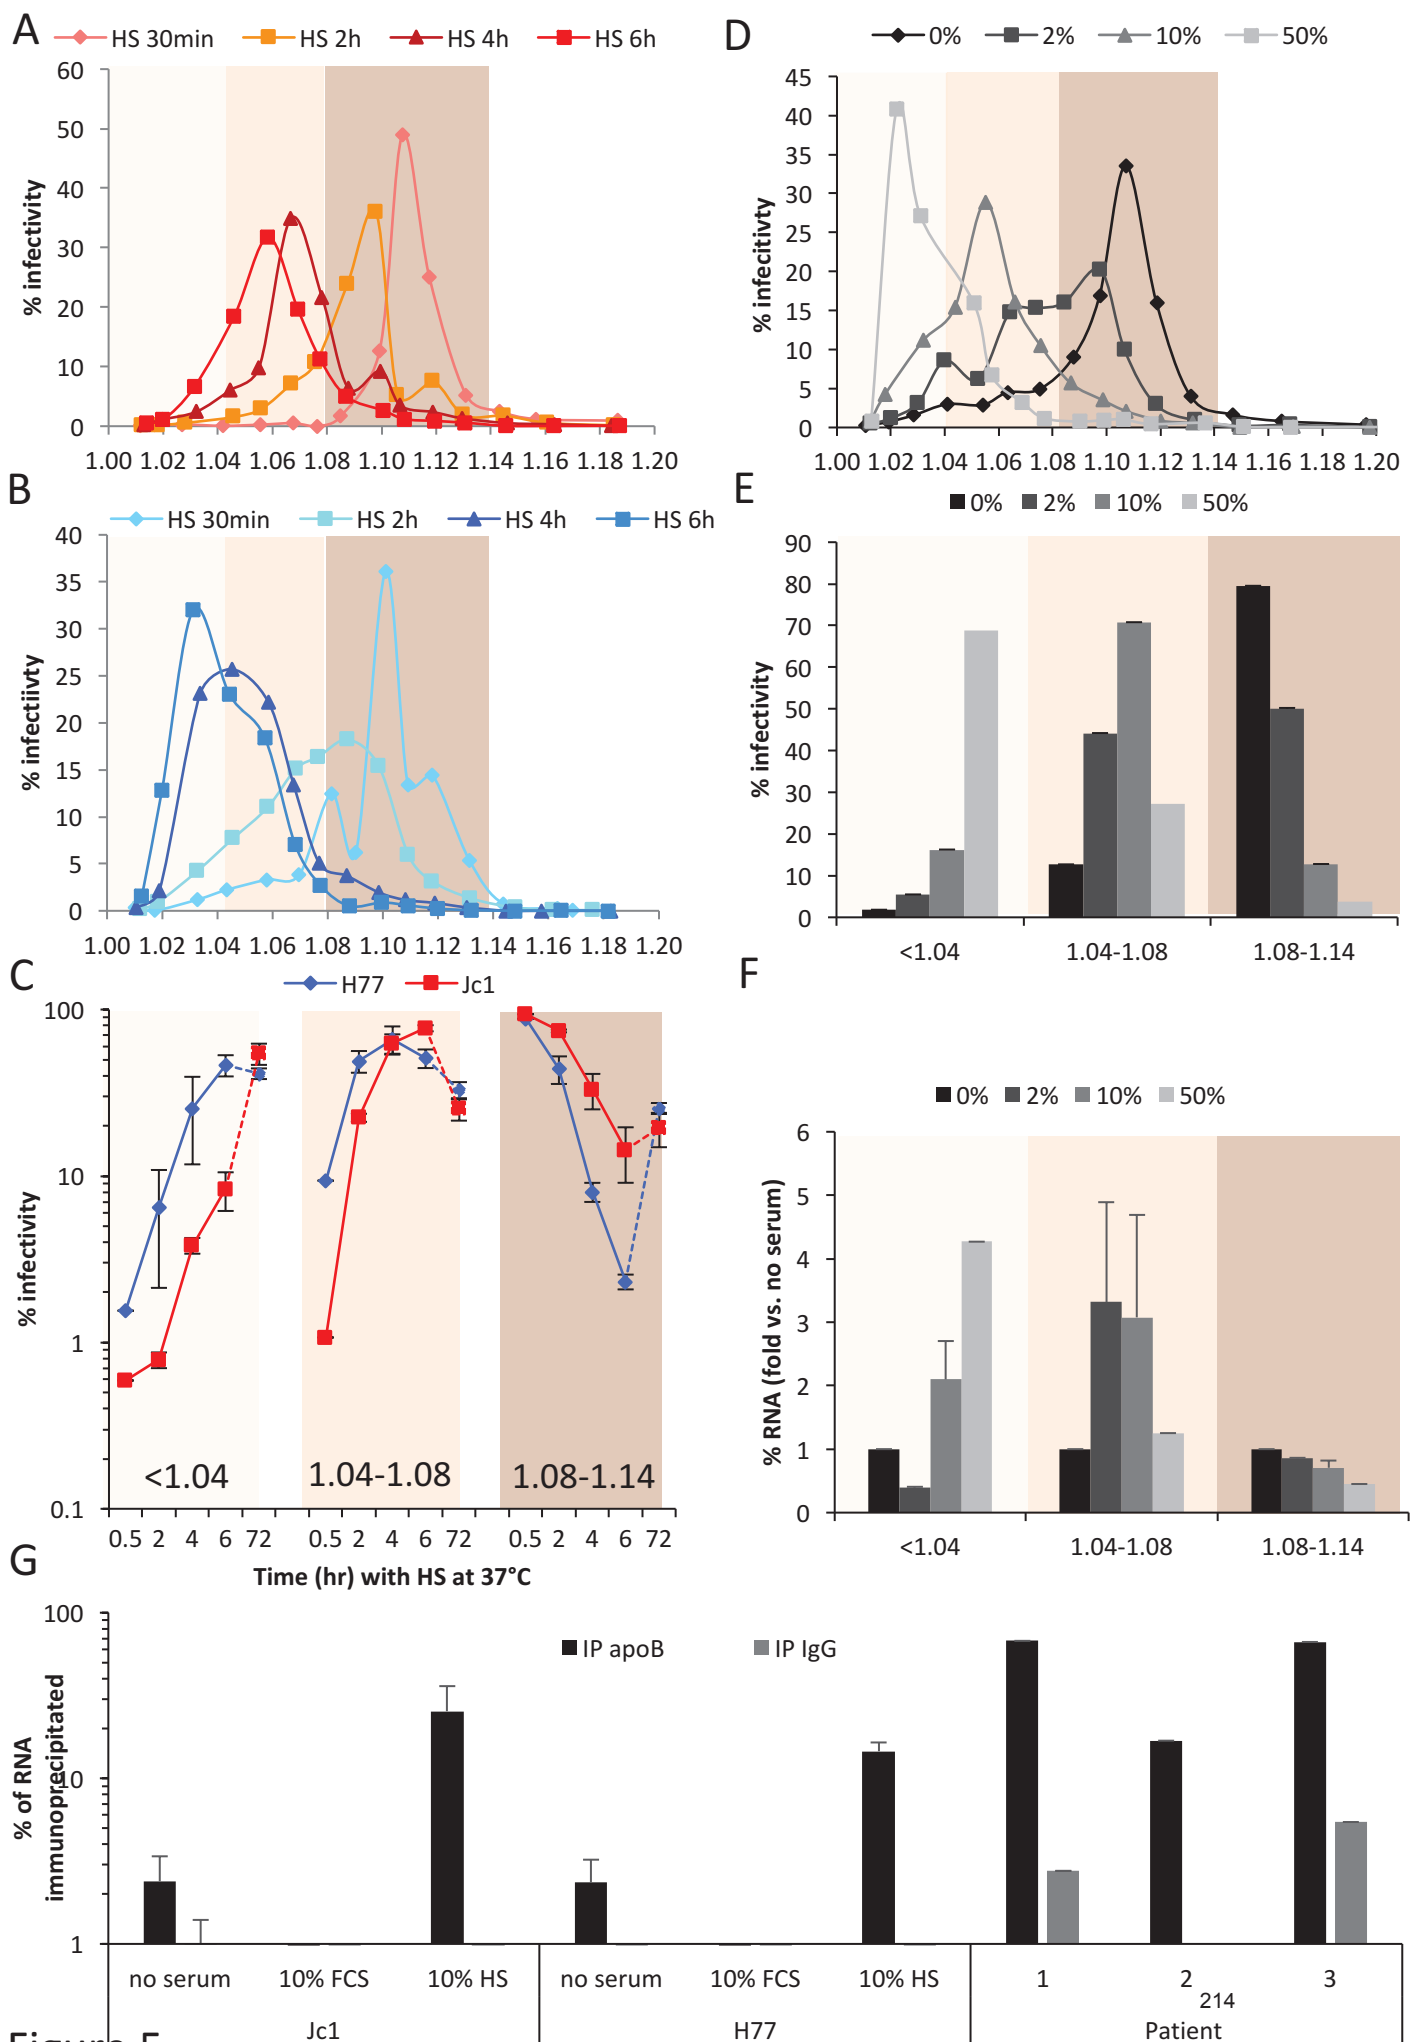 A
HS 30min HS 2h HS 4h HS 6h
60
50
40
30
20
10
0
% infectivity
1.00 1.02 1.04 1.06 1.08 1.10 1.12 1.14 1.16 1.18 1.20
B
HS 30min HS 2h HS 4h HS 6h
40
35
30
25
20
15
10
5
0
% infectiivty
1.00 1.02 1.04 1.06 1.08 1.10 1.12 1.14 1.16 1.18 1.20
C
H77 Jc1
100
10
1
0.1
% infectivity
<1.04 1.04-1.08 1.08-1.14
0.5 2 4 6 72 0.5 2 4 6 72 0.5 2 4 6 72
Time (hr) with HS at 37°C
D
0% 2% 10% 50%
45
40
35
30
25
20
15
10
5
0
% infecitivty
1.00 1.02 1.04 1.06 1.08 1.10 1.12 1.14 1.16 1.18 1.20
E
0% 2% 10% 50%
90
80
70
60
50
40
30
20
10
0
% infectivity
<1.04 1.04-1.08 1.08-1.14
F
0% 2% 10% 50%
6
5
4
3
2
1
0
% RNA (fold vs. no serum)
<1.04 1.04-1.08 1.08-1.14
G
IP apoB IP IgG
100
10
1
% of RNA
immunoprecipitated
no serum 10% FCS 10% HS no serum 10% FCS 10% HS 1 2 3
214
Jc1 H77 Patient
Figure 5